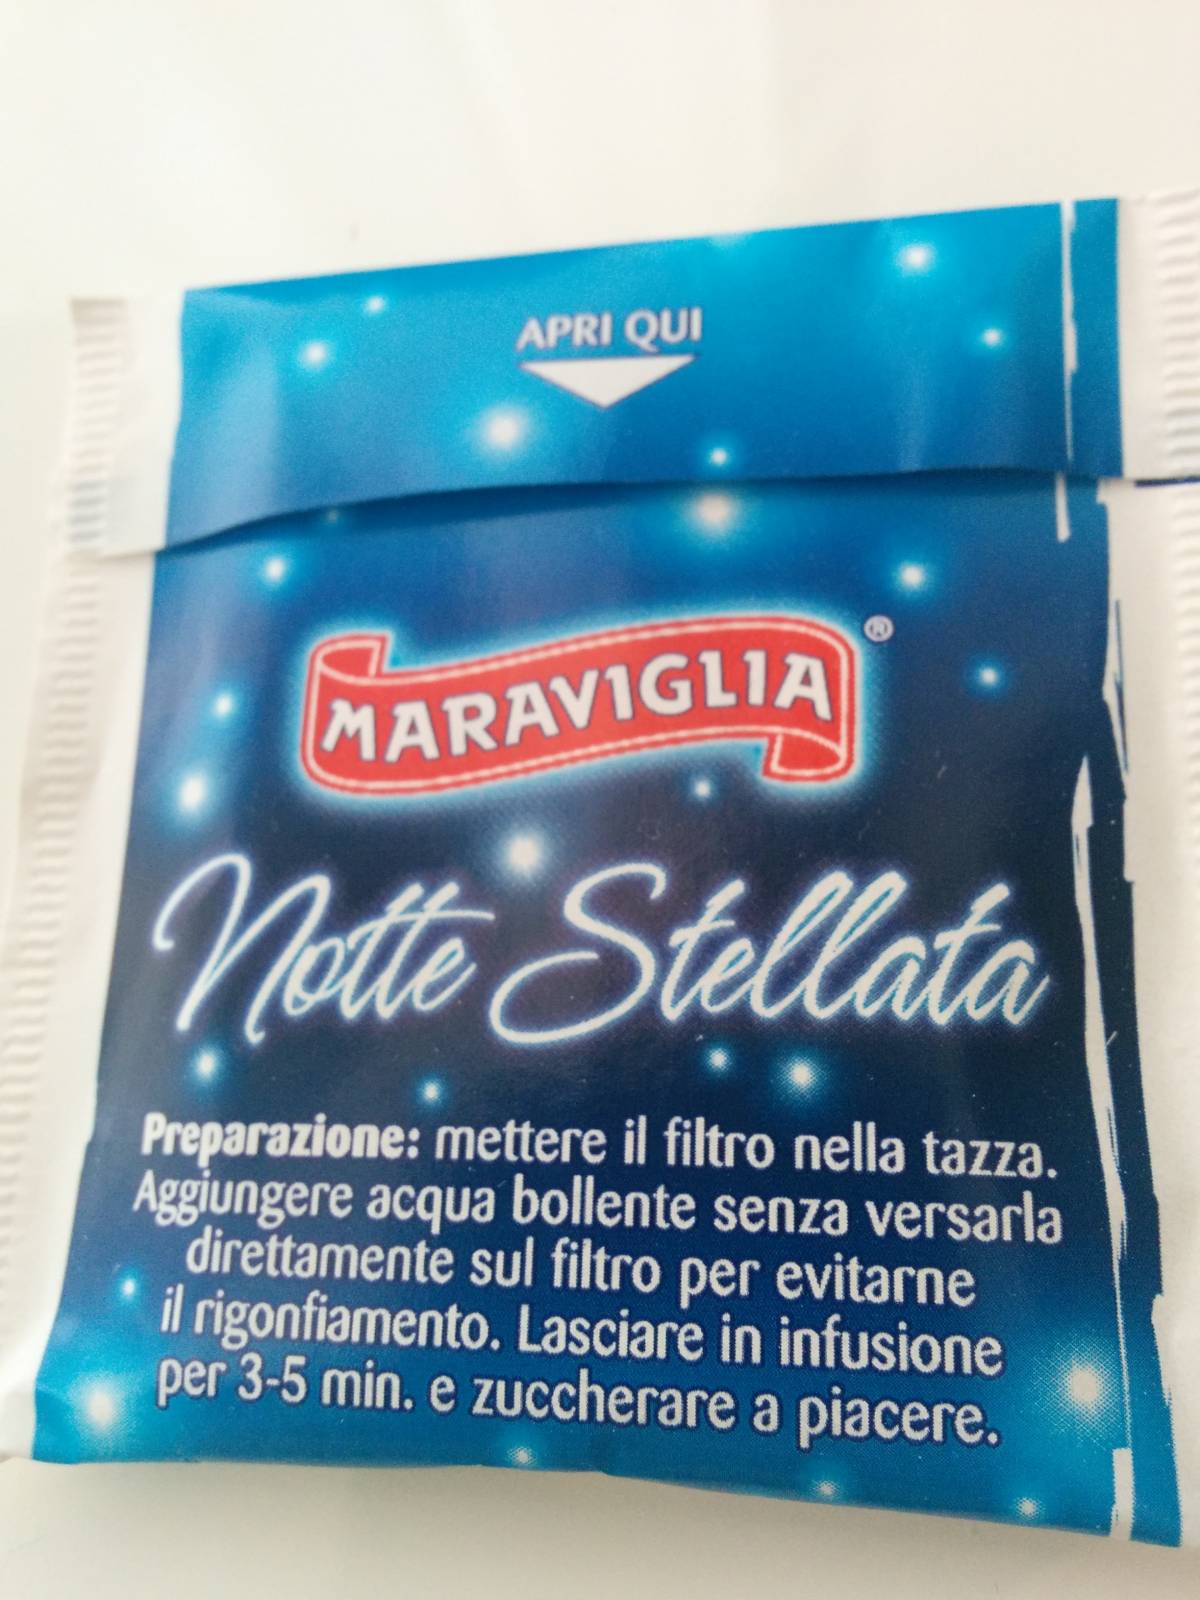 APRI QUI
MARAVIGLIA®
Notte Stellata
Preparazione: mettere il filtro nella tazza.
Aggiungere acqua bollente senza versarla
direttamente sul filtro per evitarne
il rigonfiamento. Lasciare in infusione
per 3-5 min. e zuccherare a piacere.